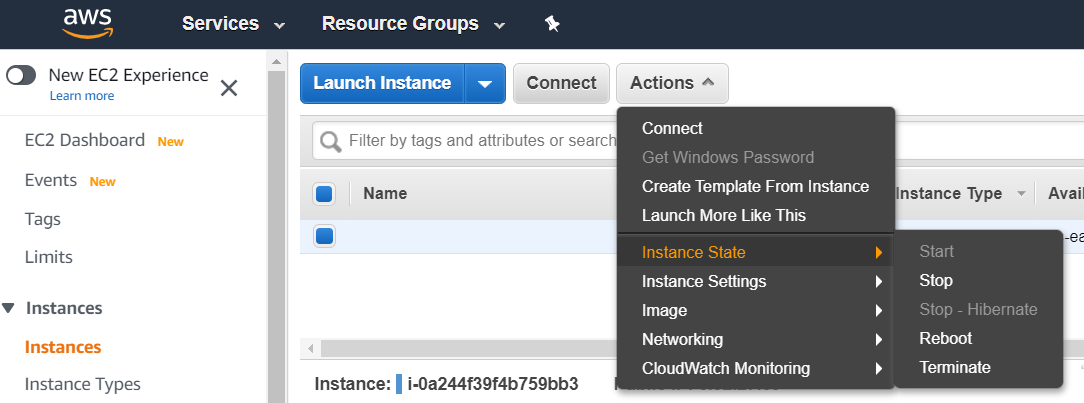 aws
Services
Resource Groups
New EC2 Experience
Learn more
EC2 Dashboard New
Events New
Tags
Limits
Instances
Instances
Instance Types
Launch Instance
Connect
Actions
Filter by tags and attributes or search
Name
Instance Type
Avai
Connect
Get Windows Password
Create Template From Instance
Launch More Like This
Instance State
Instance Settings
Image
Networking
CloudWatch Monitoring
Start
Stop
Stop - Hibernate
Reboot
Terminate
Instance: i-0a244f39f4b759bb3